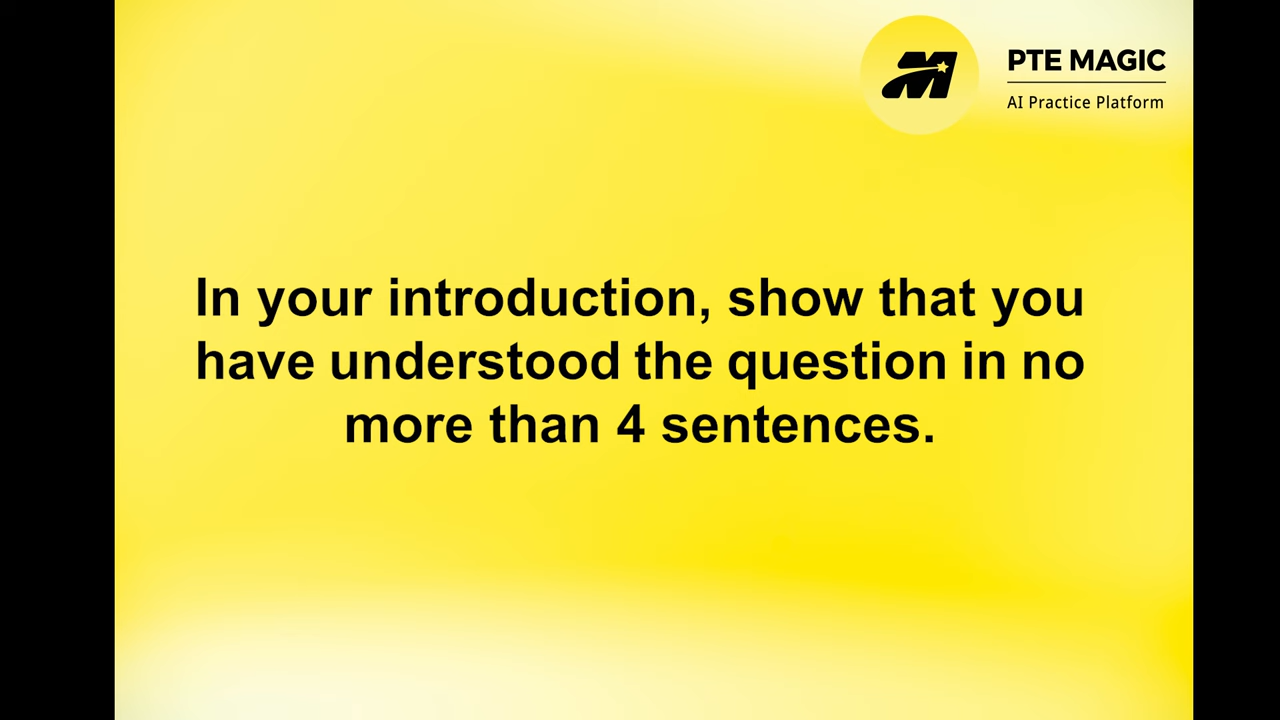 PTE MAGIC
AI Practice Platform
In your introduction, show that you
have understood the question in no
more than 4 sentences.